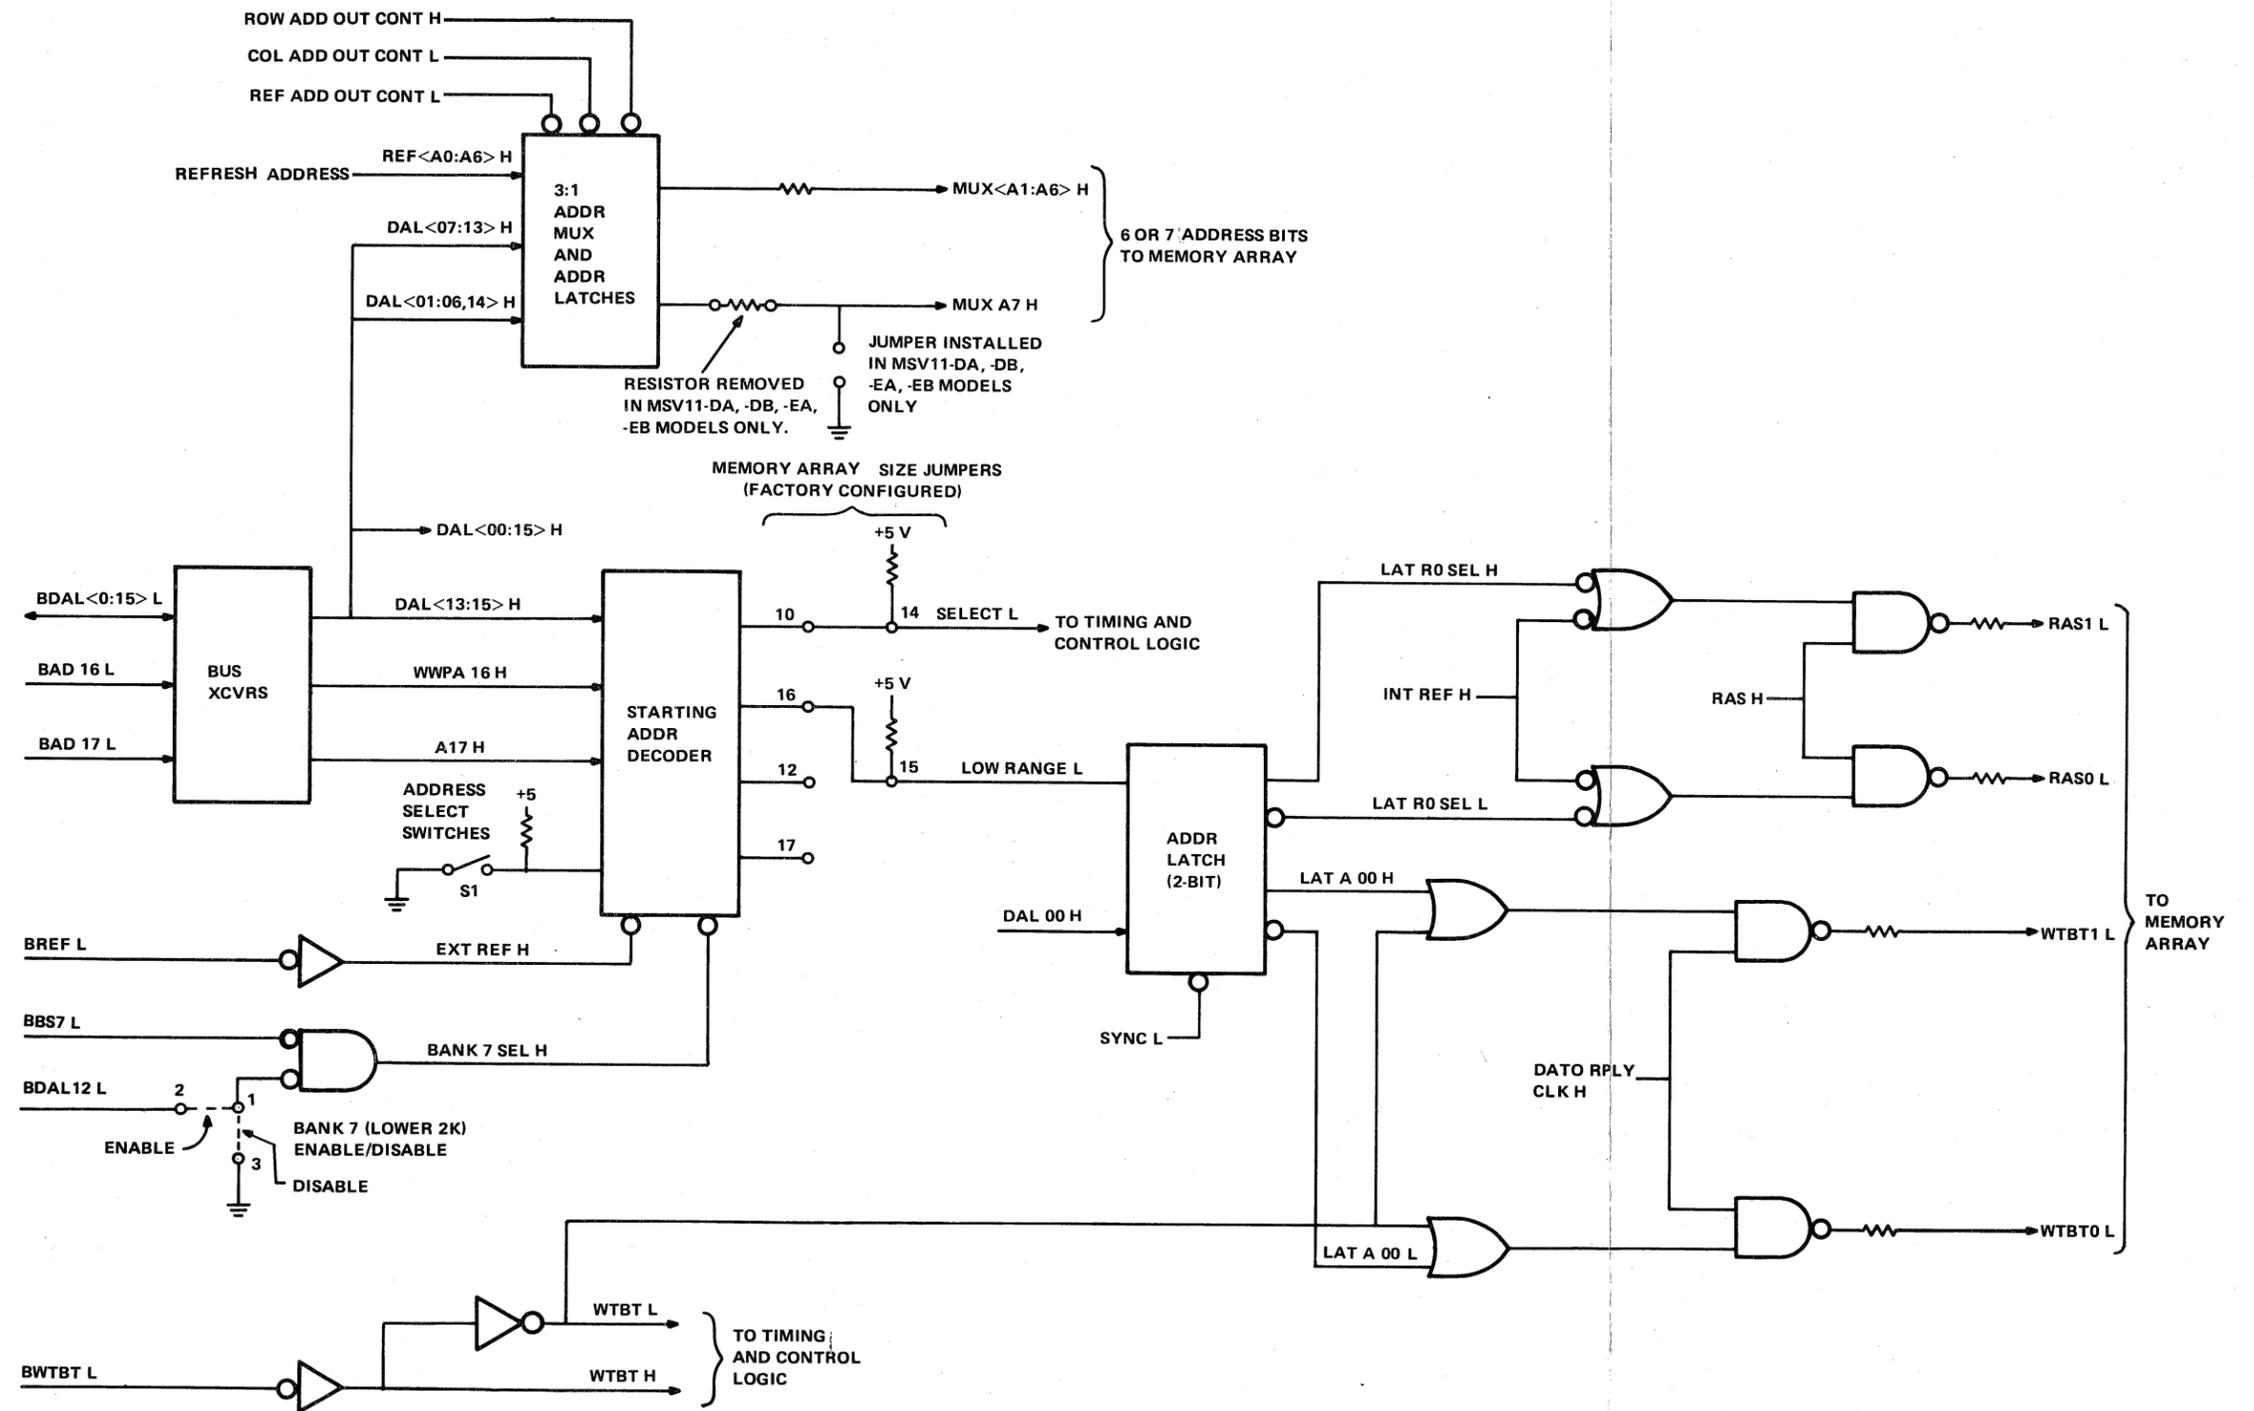 ROW ADD OUT CONT H
COL ADD OUT CONT L
REF ADD OUT CONT L
REF<A0:A6> H
REFRESH ADDRESS
DAL<07:13> H
DAL<01:06,14> H
3:1
ADDR
MUX
AND
ADDR
LATCHES
MUX<A1:A6> H
MUX A7 H
6 OR 7 ADDRESS BITS
TO MEMORY ARRAY
RESISTOR REMOVED
IN MSV11-DA, -DB, -EA,
-EB MODELS ONLY.
JUMPER INSTALLED
IN MSV11-DA, -DB,
-EA, -EB MODELS
ONLY
MEMORY ARRAY SIZE JUMPERS
(FACTORY CONFIGURED)
+5 V
DAL<00:15> H
BDAL<0:15> L
BAD 16 L
BAD 17 L
BUS
XCVRS
DAL<13:15> H
WWPA 16 H
A17 H
ADDRESS
SELECT
SWITCHES
+5
S1
STARTING
ADDR
DECODER
10
14
SELECT L
TO TIMING AND
CONTROL LOGIC
16
+5 V
15
LOW RANGE L
12
17
BREF L
EXT REF H
BBS7 L
BANK 7 SEL H
BDAL12 L
2
1
3
ENABLE
BANK 7 (LOWER 2K)
ENABLE/DISABLE
DISABLE
DAL 00 H
ADDR
LATCH
(2-BIT)
SYNC L
LAT R0 SEL H
INT REF H
LAT R0 SEL L
LAT A 00 H
LAT A 00 L
RAS H
RAS1 L
RAS0 L
DATO RPLY
CLK H
WTBT1 L
WTBT0 L
TO
MEMORY
ARRAY
BWTBT L
WTBT L
WTBT H
TO TIMING
AND CONTROL
LOGIC